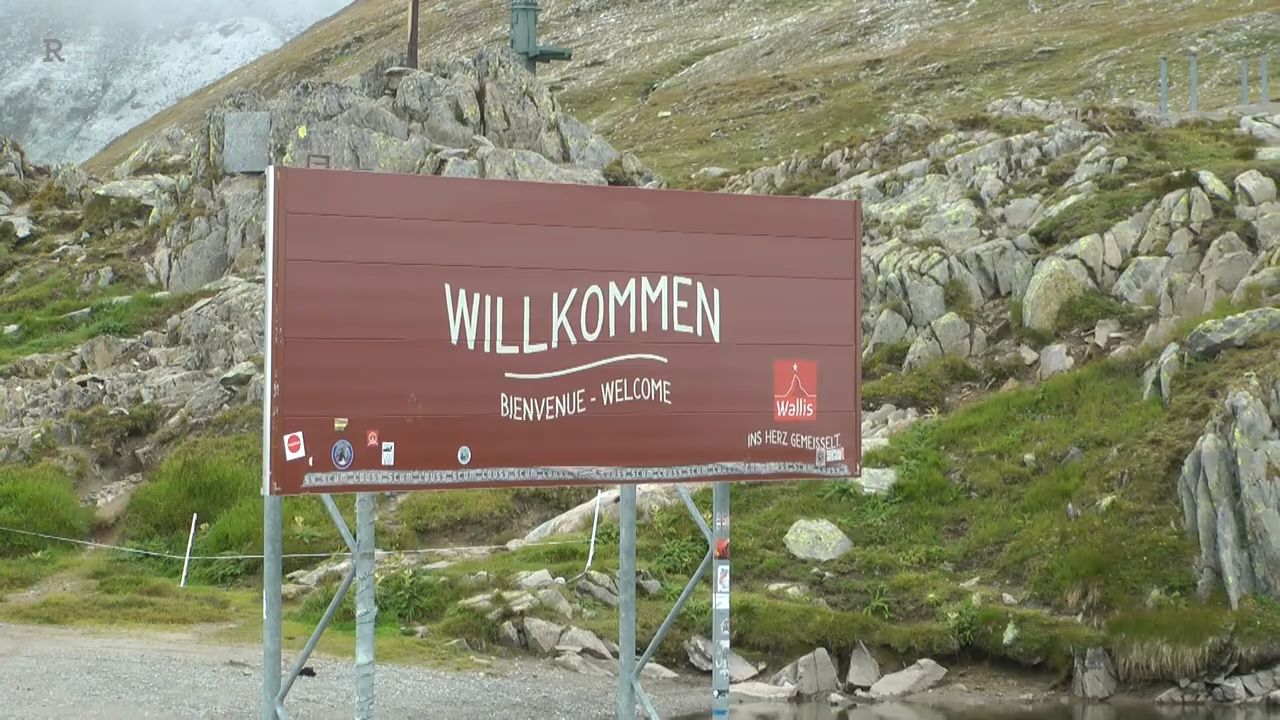 R
WILLKOMMEN
BIENVENUE - WELCOME
Wallis
INS HERZ GEMEISSELT.